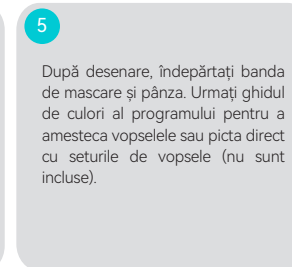 5
După desenare, îndepărtați banda
de mascare și pânza. Urmați ghidul
de culori al programului pentru a
amesteca vopselele sau picta direct
cu seturile de vopsele (nu sunt
incluse).